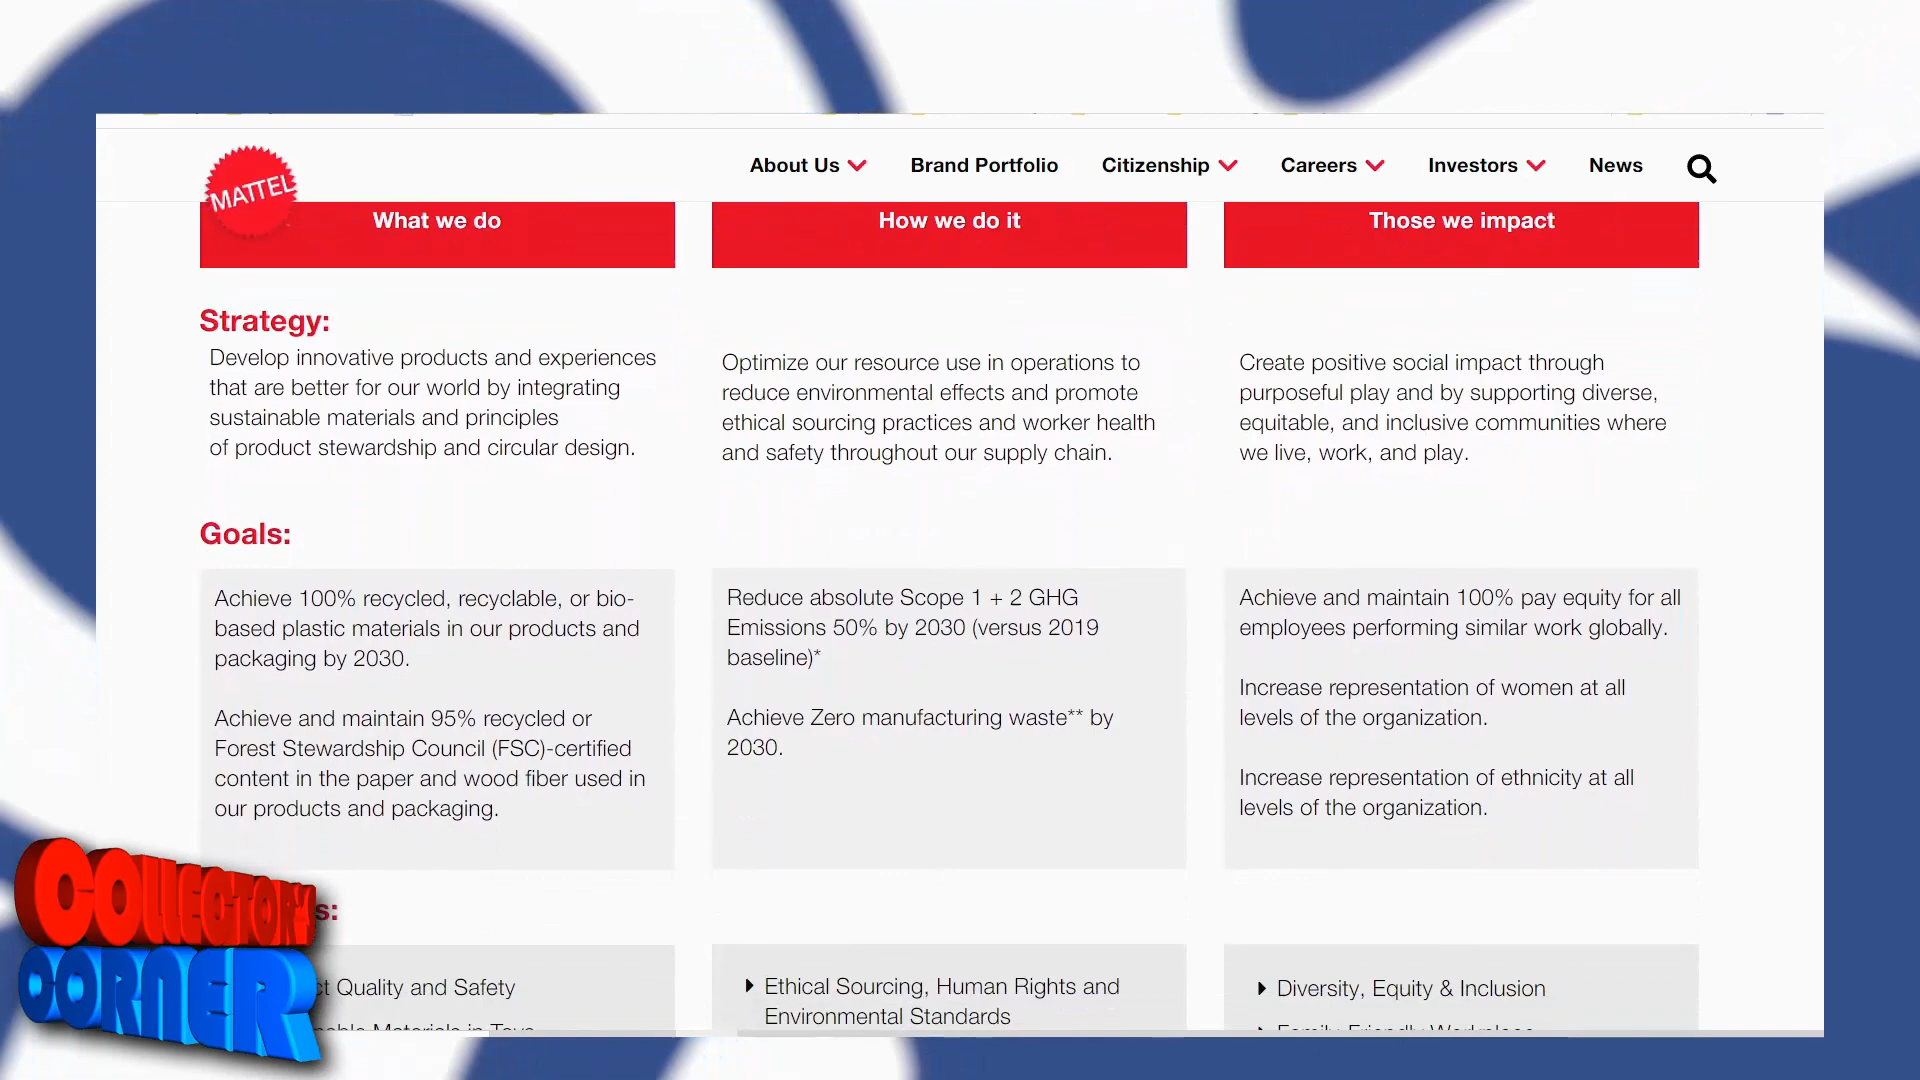 MATTEL
About Us
Brand Portfolio
Citizenship
Careers
Investors
News
What we do
How we do it
Those we impact
Strategy:
Develop innovative products and experiences
that are better for our world by integrating
sustainable materials and principles
of product stewardship and circular design.
Optimize our resource use in operations to
reduce environmental effects and promote
ethical sourcing practices and worker health
and safety throughout our supply chain.
Create positive social impact through
purposeful play and by supporting diverse,
equitable, and inclusive communities where
we live, work, and play.
Goals:
Achieve 100% recycled, recyclable, or bio-
based plastic materials in our products and
packaging by 2030.
Achieve and maintain 95% recycled or
Forest Stewardship Council (FSC)-certified
content in the paper and wood fiber used in
our products and packaging.
Reduce absolute Scope 1 + 2 GHG
Emissions 50% by 2030 (versus 2019
baseline)*
Achieve Zero manufacturing waste** by
2030.
Achieve and maintain 100% pay equity for all
employees performing similar work globally.
Increase representation of women at all
levels of the organization.
Increase representation of ethnicity at all
levels of the organization.
s:
ct Quality and Safety
Materials in Toys
Ethical Sourcing, Human Rights and
Environmental Standards
Diversity, Equity & Inclusion
Family-Friendly Workplace
COLLECTOR'S
CORNER